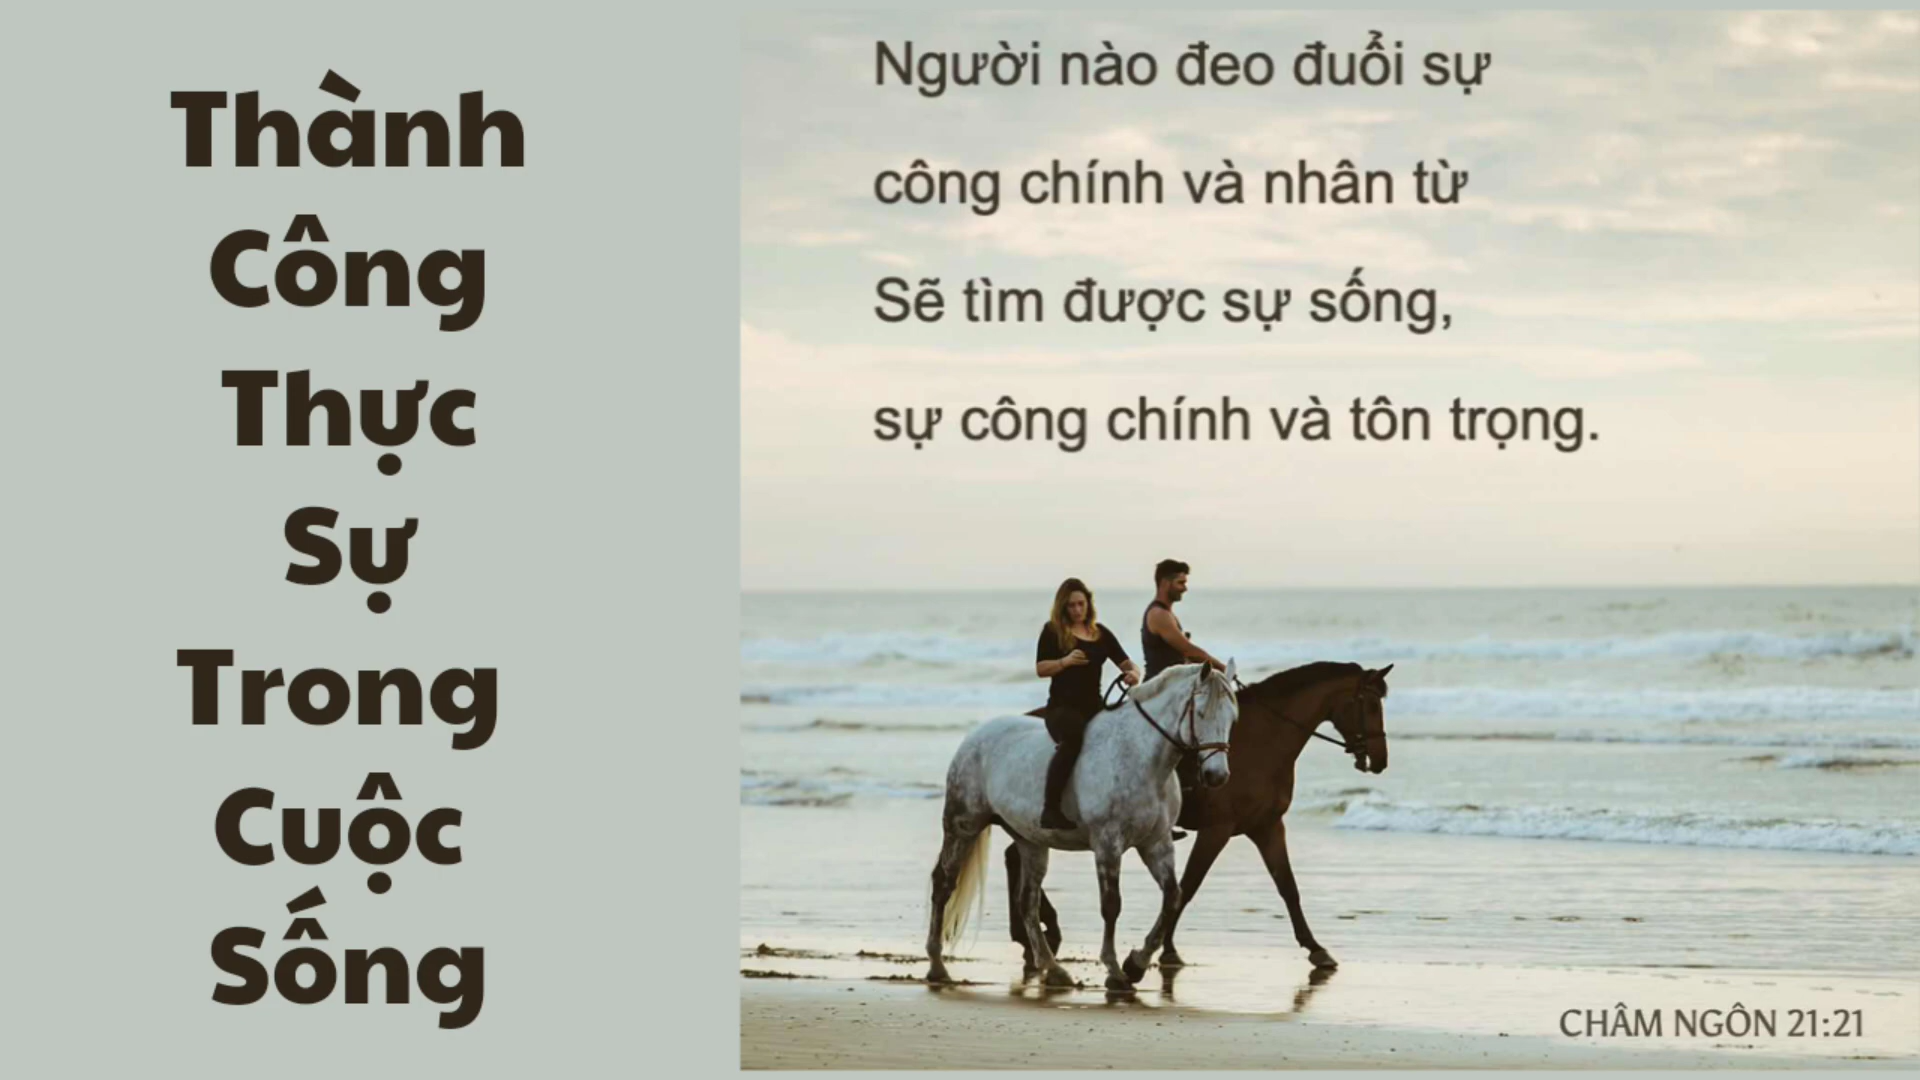 Thành
Công
Thực
Sự
Trong
Cuộc
Sống
Người nào đeo đuổi sự
công chính và nhân từ
Sẽ tìm được sự sống,
sự công chính và tôn trọng.
CHÂM NGÔN 21:21